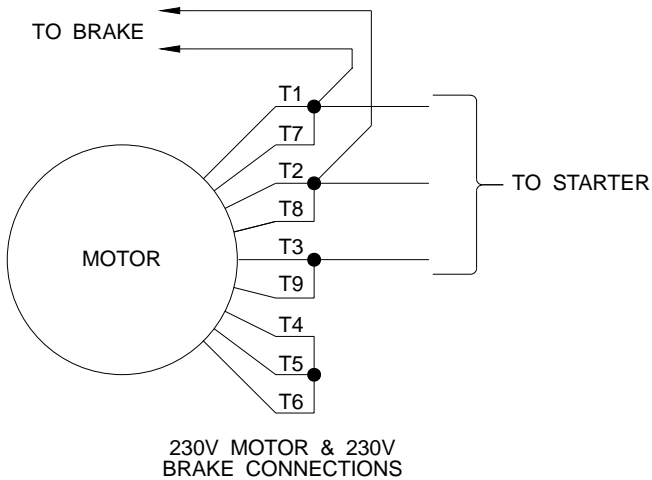 TO BRAKE
T1
T7
T2
TO STARTER
T8
MOTOR
T3
T9
T4
T5
T6
230V MOTOR & 230V
BRAKE CONNECTIONS